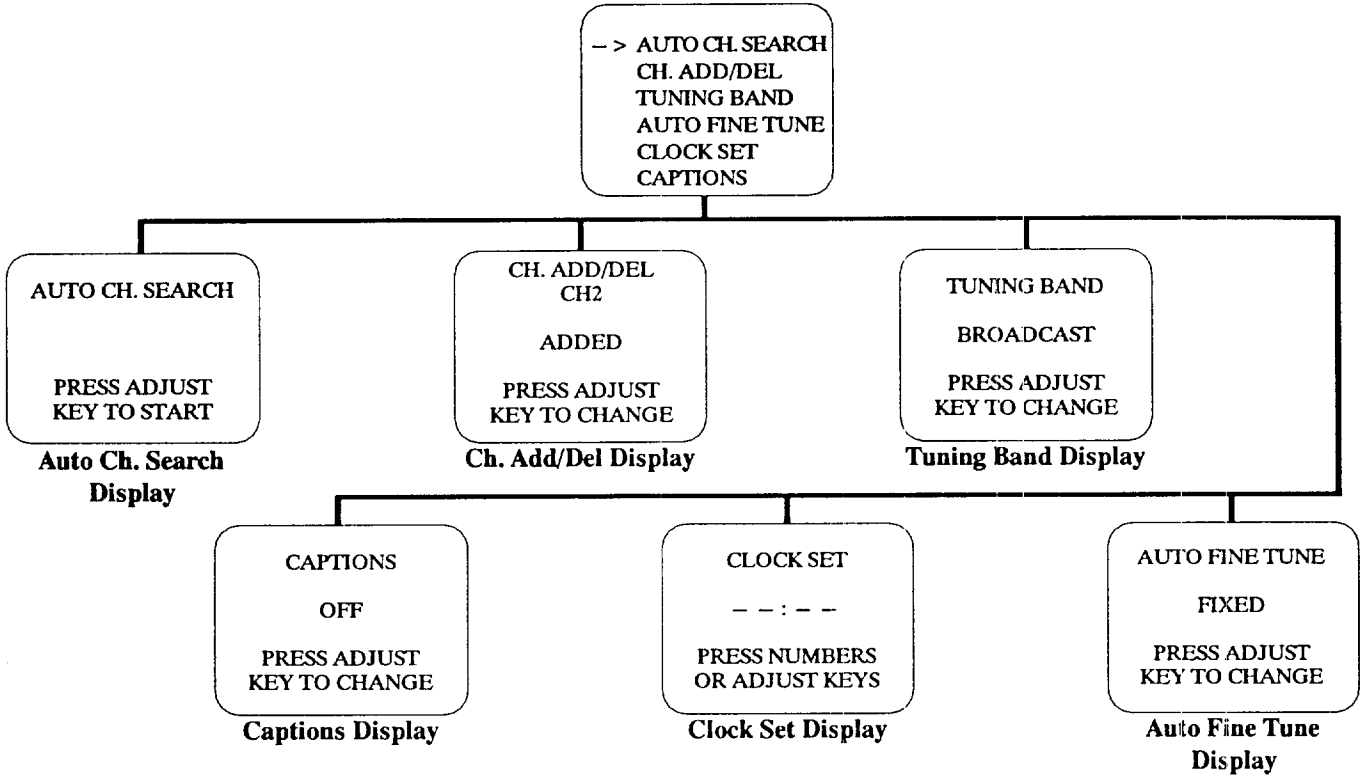 – > AUTO CH. SEARCH
CH. ADD/DEL
TUNING BAND
AUTO FINE TUNE
CLOCK SET
CAPTIONS
AUTO CH. SEARCH
PRESS ADJUST
KEY TO START
Auto Ch. Search
Display
CH. ADD/DEL
CH2
ADDED
PRESS ADJUST
KEY TO CHANGE
Ch. Add/Del Display
TUNING BAND
BROADCAST
PRESS ADJUST
KEY TO CHANGE
Tuning Band Display
CAPTIONS
OFF
PRESS ADJUST
KEY TO CHANGE
Captions Display
CLOCK SET
– – : – –
PRESS NUMBERS
OR ADJUST KEYS
Clock Set Display
AUTO FINE TUNE
FIXED
PRESS ADJUST
KEY TO CHANGE
Auto Fine Tune
Display